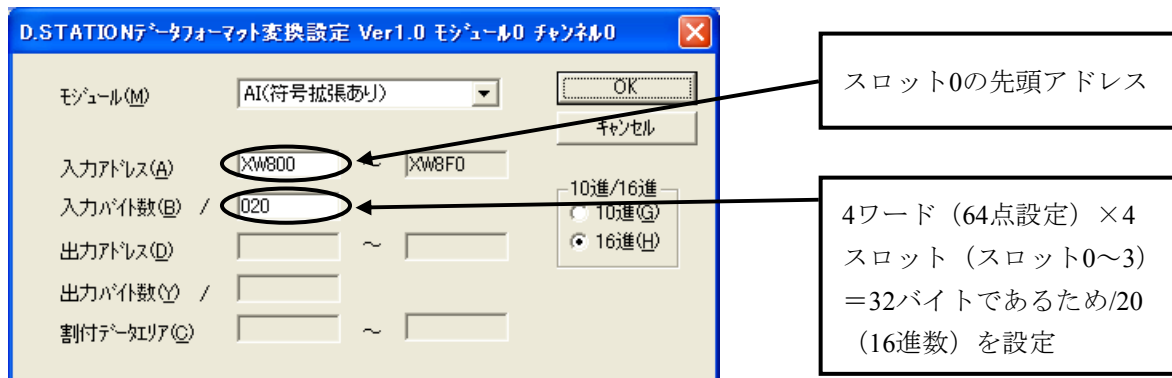 D.STATIONﾃﾞｰﾀﾌｫｰﾏｯﾄ変換設定 Ver1.0 ﾓｼﾞｭｰﾙ0 ﾁｬﾝﾈﾙ0
ﾓｼﾞｭｰﾙ(M) AI(符号拡張あり) OK
ｷｬﾝｾﾙ
入力ｱﾄﾞﾚｽ(A) XW800 ～ XW8F0
入力ﾊﾞｲﾄ数(B) / 020
出力ｱﾄﾞﾚｽ(D) ～
出力ﾊﾞｲﾄ数(Y) /
割付ﾃﾞｰﾀｴﾘｱ(C) ～
10進/16進
10進(G)
16進(H)
スロット0の先頭アドレス
4ワード（64点設定）×4
スロット（スロット0～3）
＝32バイトであるため/20
（16進数）を設定